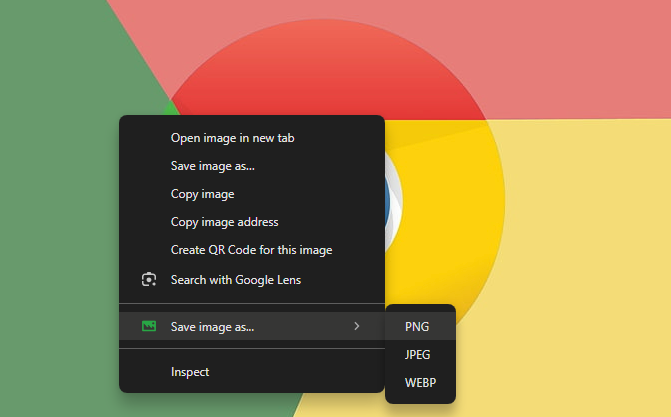 Open image in new tab
Save image as...
Copy image
Copy image address
Create QR Code for this image
Search with Google Lens
Save image as...
PNG
JPEG
WEBP
Inspect